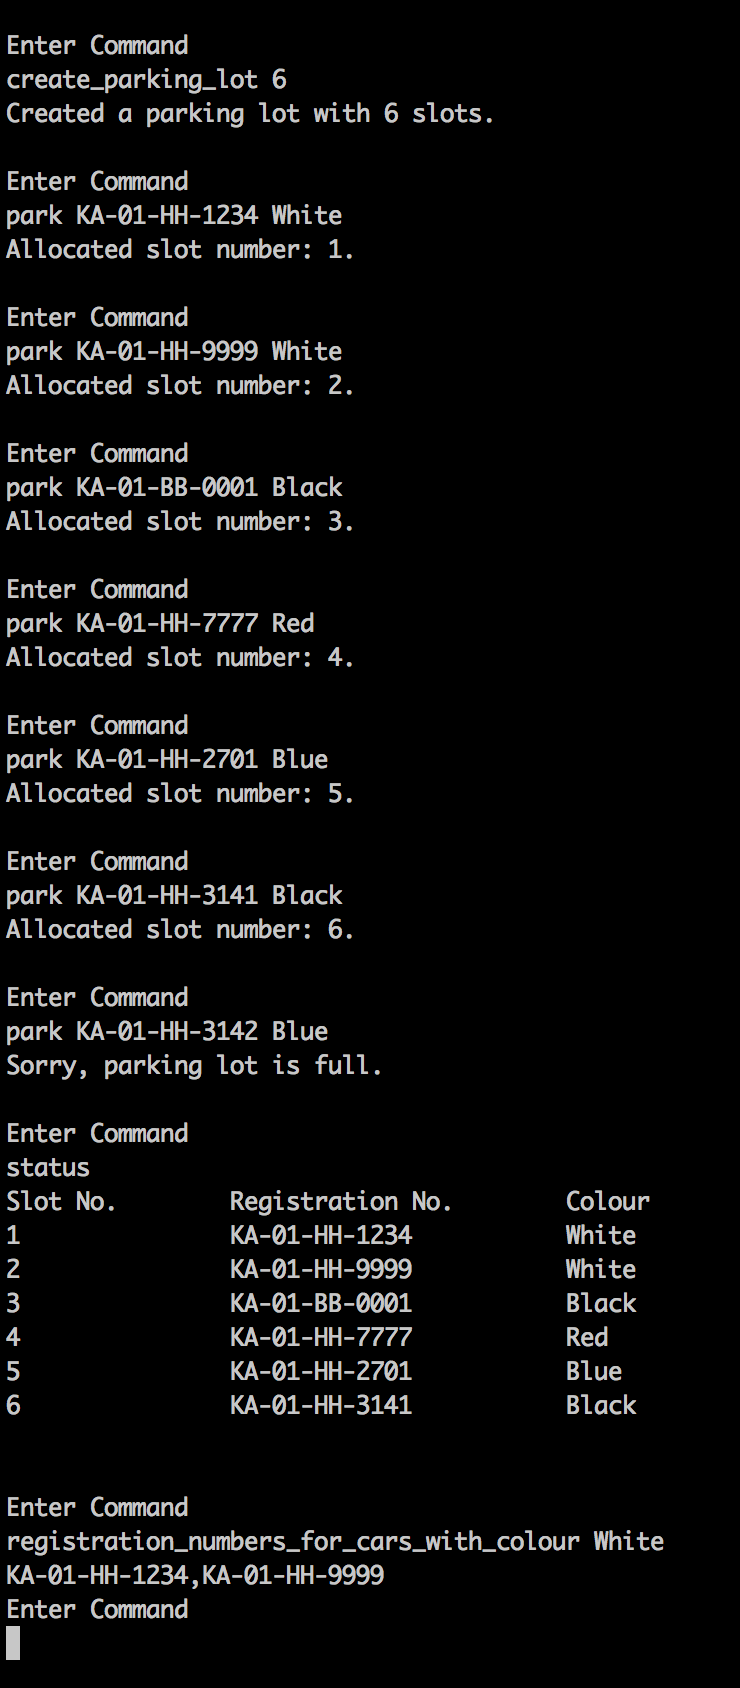 Enter Command
create_parking_lot 6
Created a parking lot with 6 slots.
Enter Command
park KA-01-HH-1234 White
Allocated slot number: 1.
Enter Command
park KA-01-HH-9999 White
Allocated slot number: 2.
Enter Command
park KA-01-BB-0001 Black
Allocated slot number: 3.
Enter Command
park KA-01-HH-7777 Red
Allocated slot number: 4.
Enter Command
park KA-01-HH-2701 Blue
Allocated slot number: 5.
Enter Command
park KA-01-HH-3141 Black
Allocated slot number: 6.
Enter Command
park KA-01-HH-3142 Blue
Sorry, parking lot is full.
Enter Command
status
Slot No. Registration No. Colour
1 KA-01-HH-1234 White
2 KA-01-HH-9999 White
3 KA-01-BB-0001 Black
4 KA-01-HH-7777 Red
5 KA-01-HH-2701 Blue
6 KA-01-HH-3141 Black
Enter Command
registration_numbers_for_cars_with_colour White
KA-01-HH-1234,KA-01-HH-9999
Enter Command